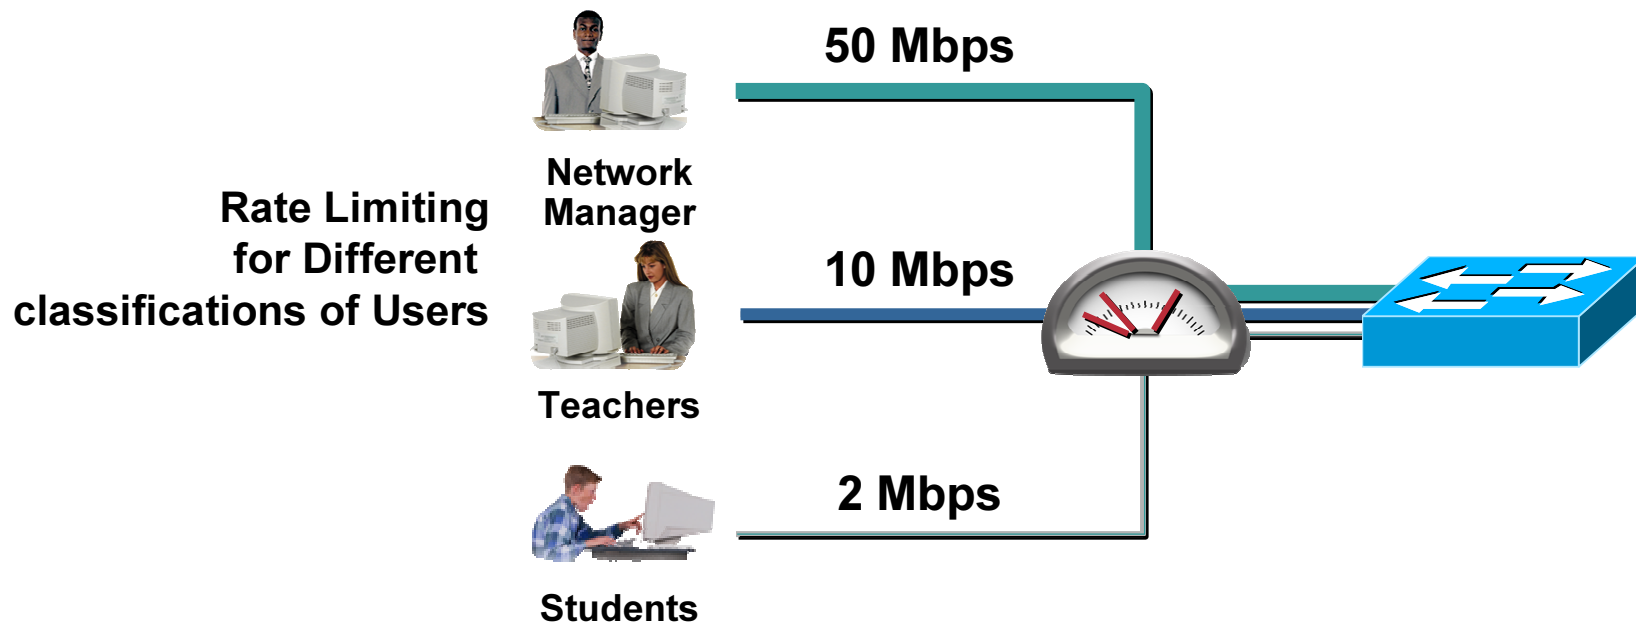 Rate Limiting
for Different
classifications of Users
50 Mbps
Network
Manager
10 Mbps
Teachers
2 Mbps
Students